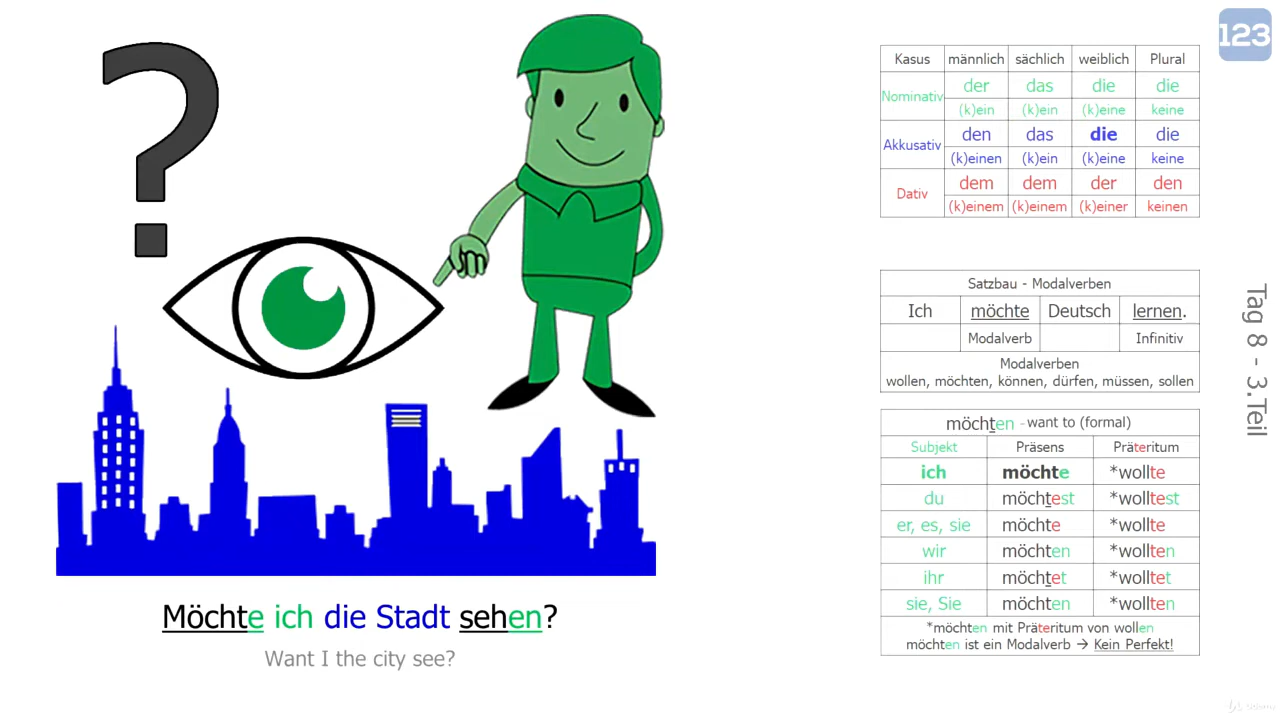 123
Kasus männlich sächlich weiblich Plural
Nominativ der das die die
(k)ein (k)ein (k)eine keine
Akkusativ den das die die
(k)einen (k)ein (k)eine keine
Dativ dem dem der den
(k)einem (k)einem (k)einer keinen
Satzbau - Modalverben
Ich möchte Deutsch lernen.
Modalverb Infinitiv
Modalverben
wollen, möchten, können, dürfen, müssen, sollen
möchten - want to (formal)
Subjekt Präsens Präteritum
ich möchte *wollte
du möchtest *wolltest
er, es, sie möchte *wollte
wir möchten *wollten
ihr möchtet *wolltet
sie, Sie möchten *wollten
*möchten mit Präteritum von wollen
möchten ist ein Modalverb → Kein Perfekt!
Tag 8 - 3.Teil
Möchte ich die Stadt sehen?
Want I the city see?